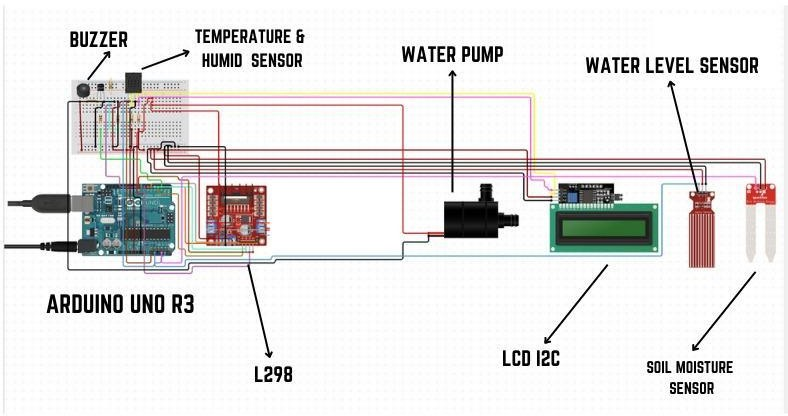 BUZZER
TEMPERATURE &
HUMID SENSOR
WATER PUMP
WATER LEVEL SENSOR
ARDUINO UNO R3
L298
LCD I2C
SOIL MOISTURE
SENSOR